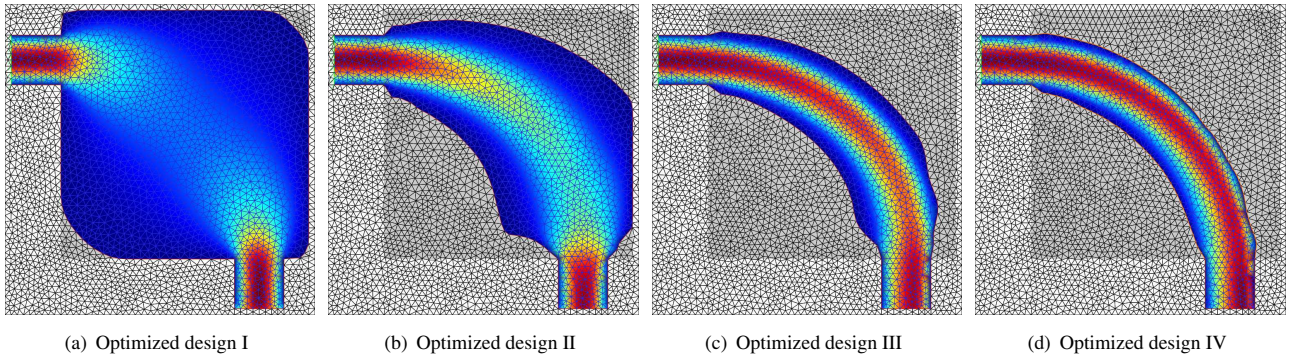 (a) Optimized design I
(b) Optimized design II
(c) Optimized design III
(d) Optimized design IV